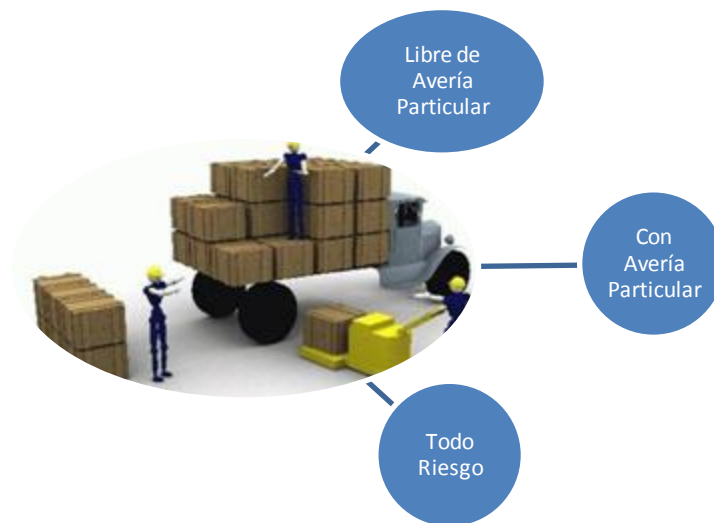 Libre de
Avería
Particular
Con
Avería
Particular
Todo
Riesgo